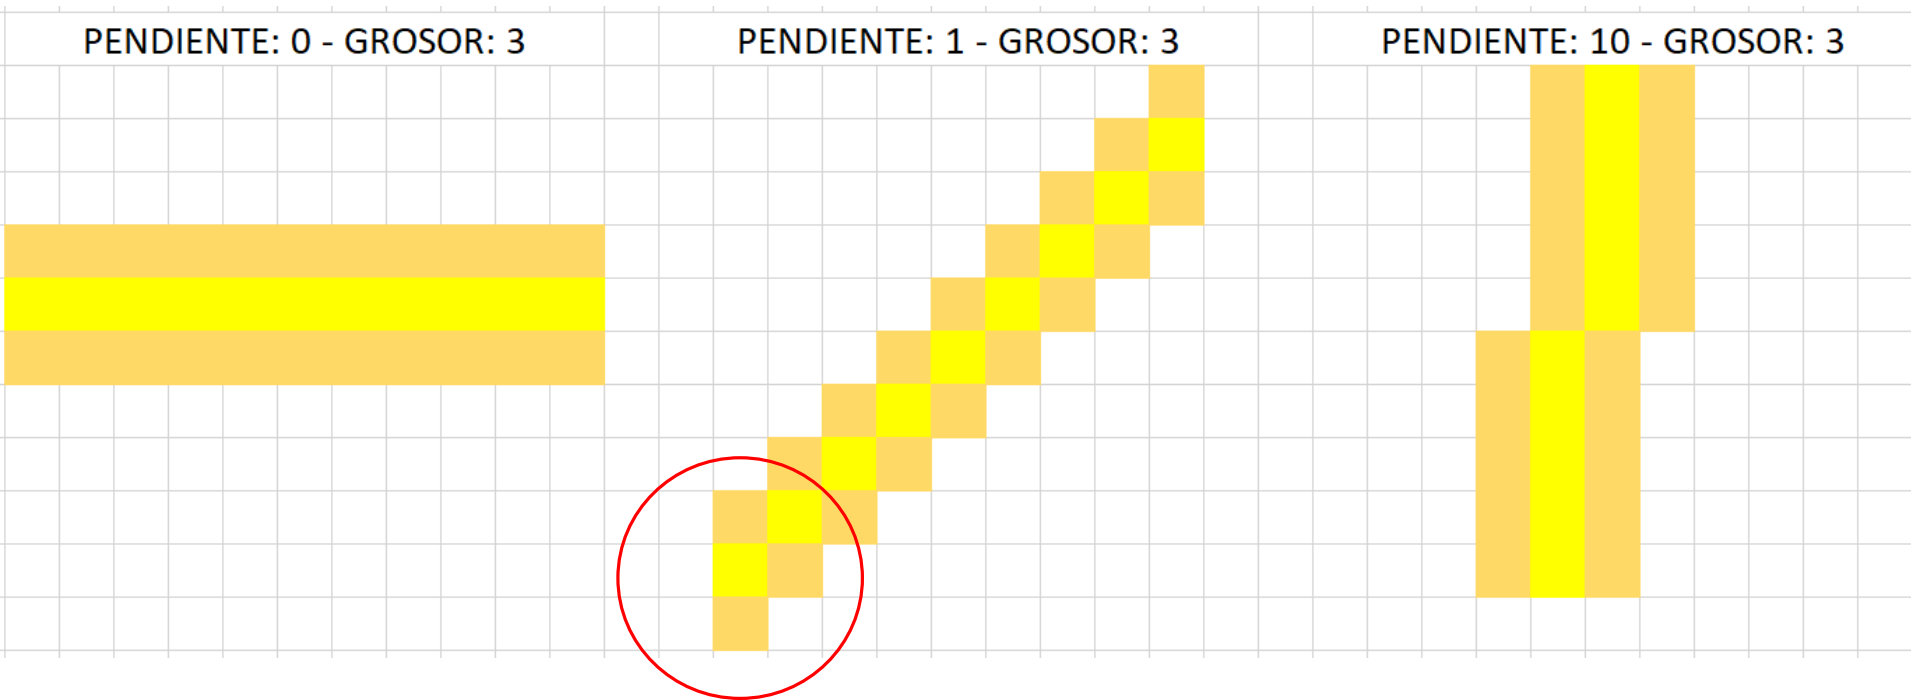 PENDIENTE: 0 - GROSOR: 3
PENDIENTE: 1 - GROSOR: 3
PENDIENTE: 10 - GROSOR: 3